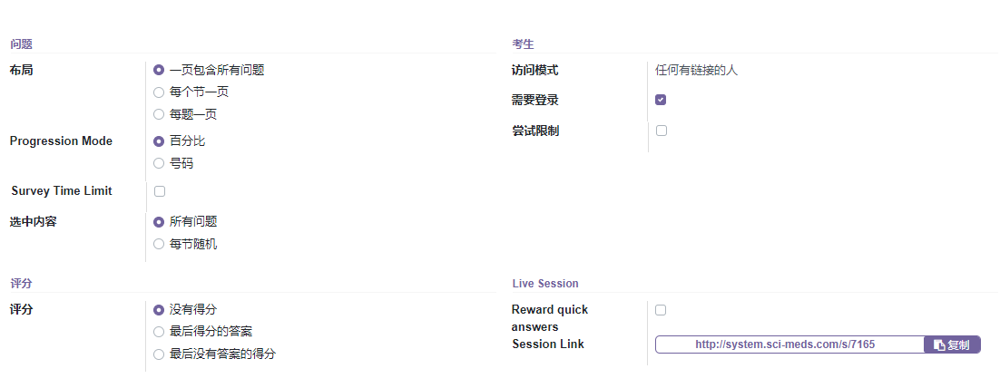 问题
布局
一页包含所有问题
每个节一页
每题一页
Progression Mode
百分比
号码
Survey Time Limit
选中内容
所有问题
每节随机
考生
访问模式
任何有链接的人
需要登录
尝试限制
评分
评分
没有得分
最后得分的答案
最后没有答案的得分
Live Session
Reward quick
answers
Session Link
http://system.sci-meds.com/s/7165
复制